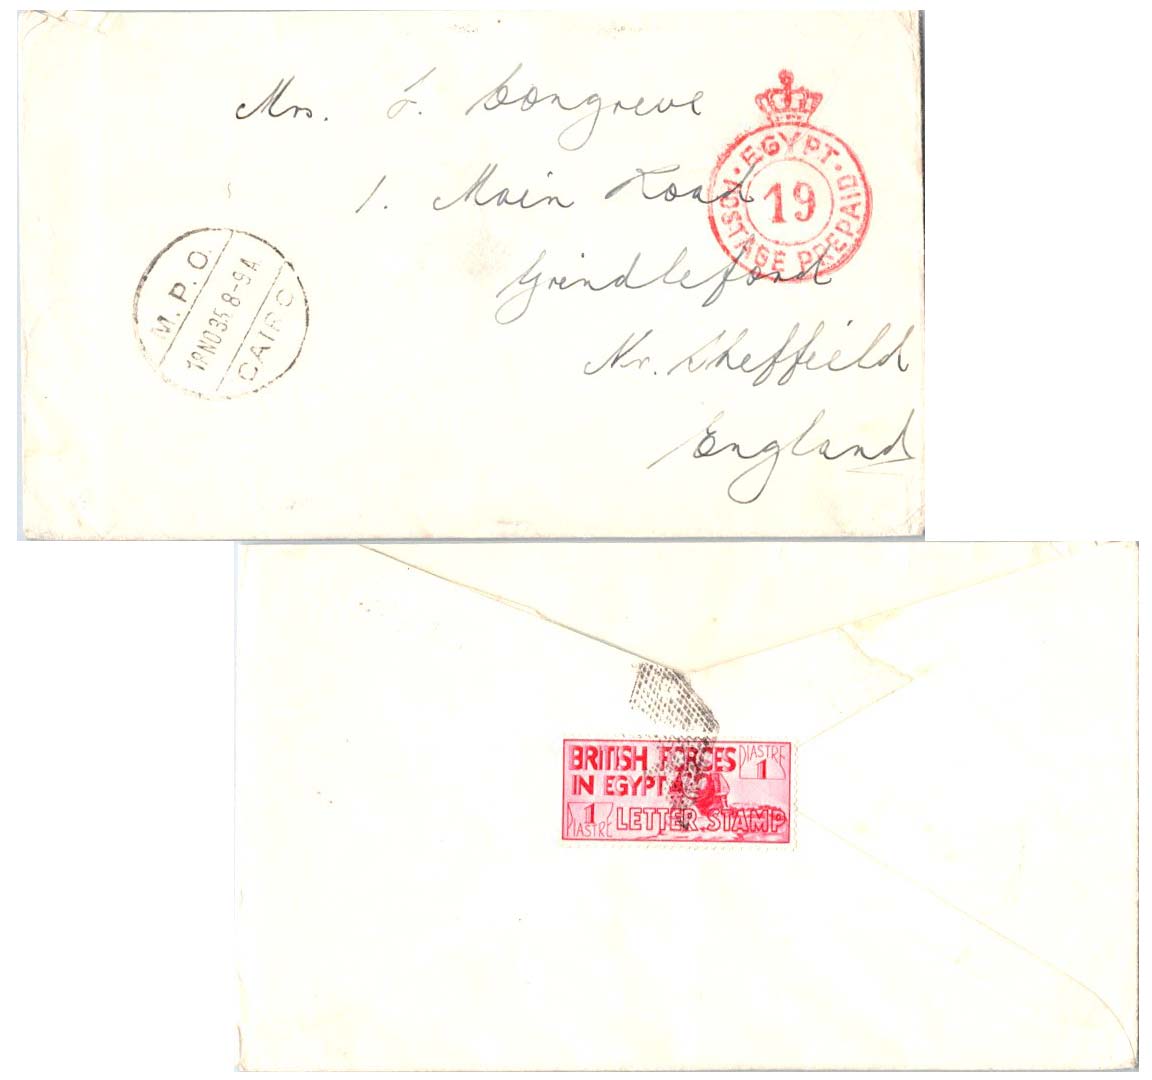 Mrs. L. Congreve
1. Main Road
Grindleford
Nr. Sheffield
England
· EGYPT ·
19
POSTAGE PREPAID
M. P. O.
18 NO 35 8-9 A
CAIRO
BRITISH FORCES
IN EGYPT
PIASTRE
1
1
PIASTRE
LETTER STAMP